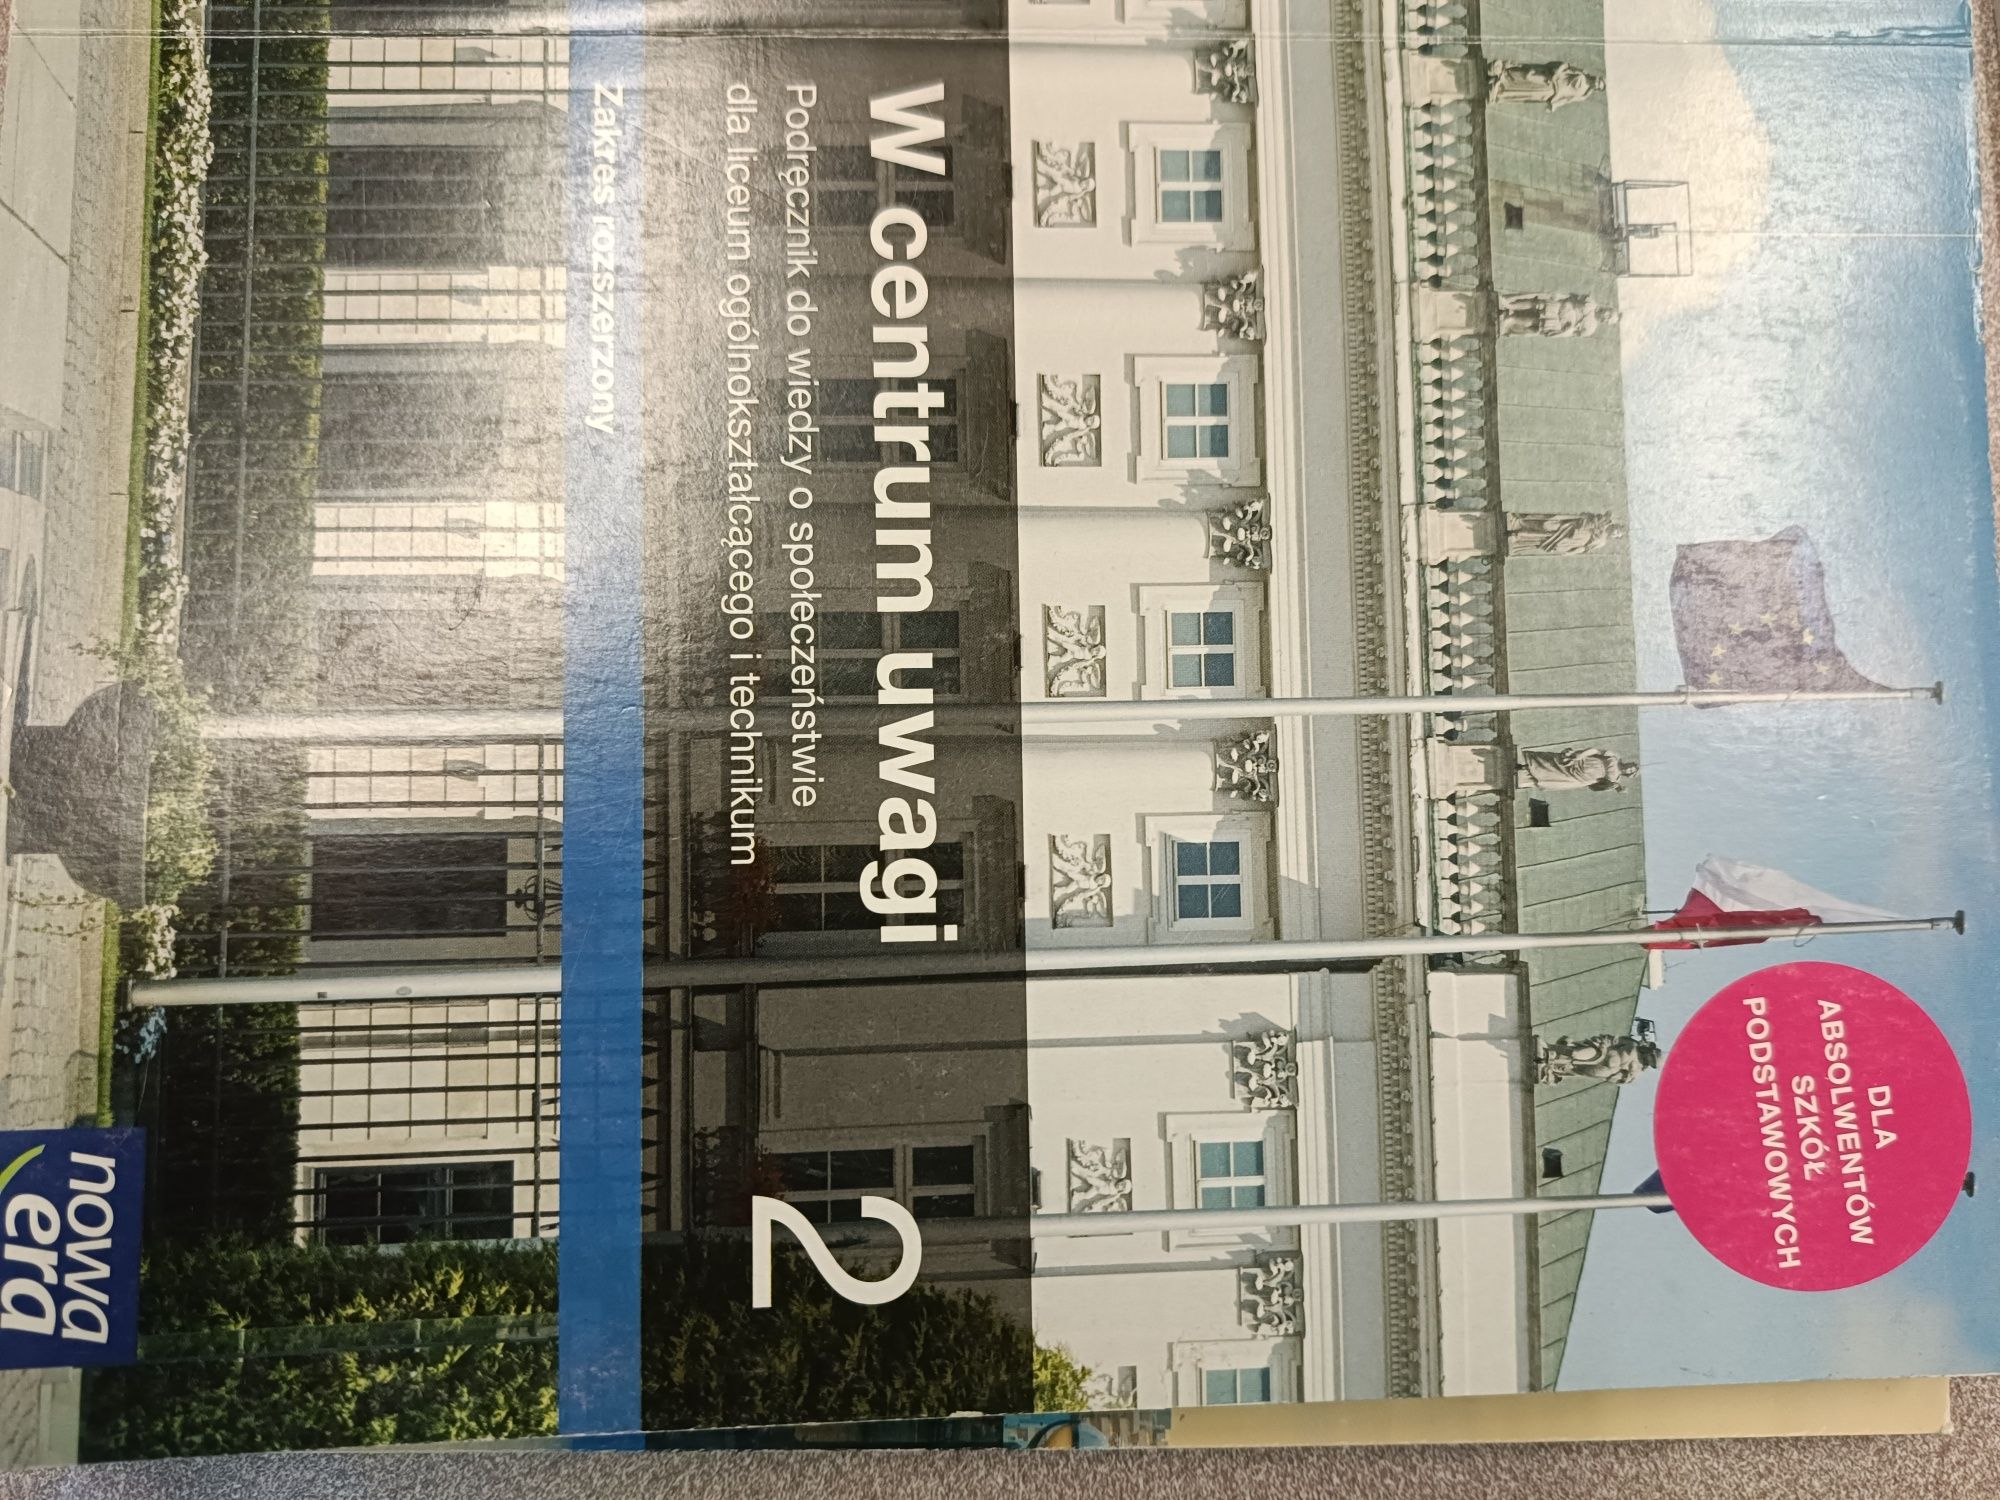 DLA
ABSOLWENTÓW
SZKÓŁ
PODSTAWOWYCH
W centrum uwagi
Podręcznik do wiedzy o społeczeństwie
dla liceum ogólnokształcącego i technikum
2
Zakres rozszerzony
nowa
era